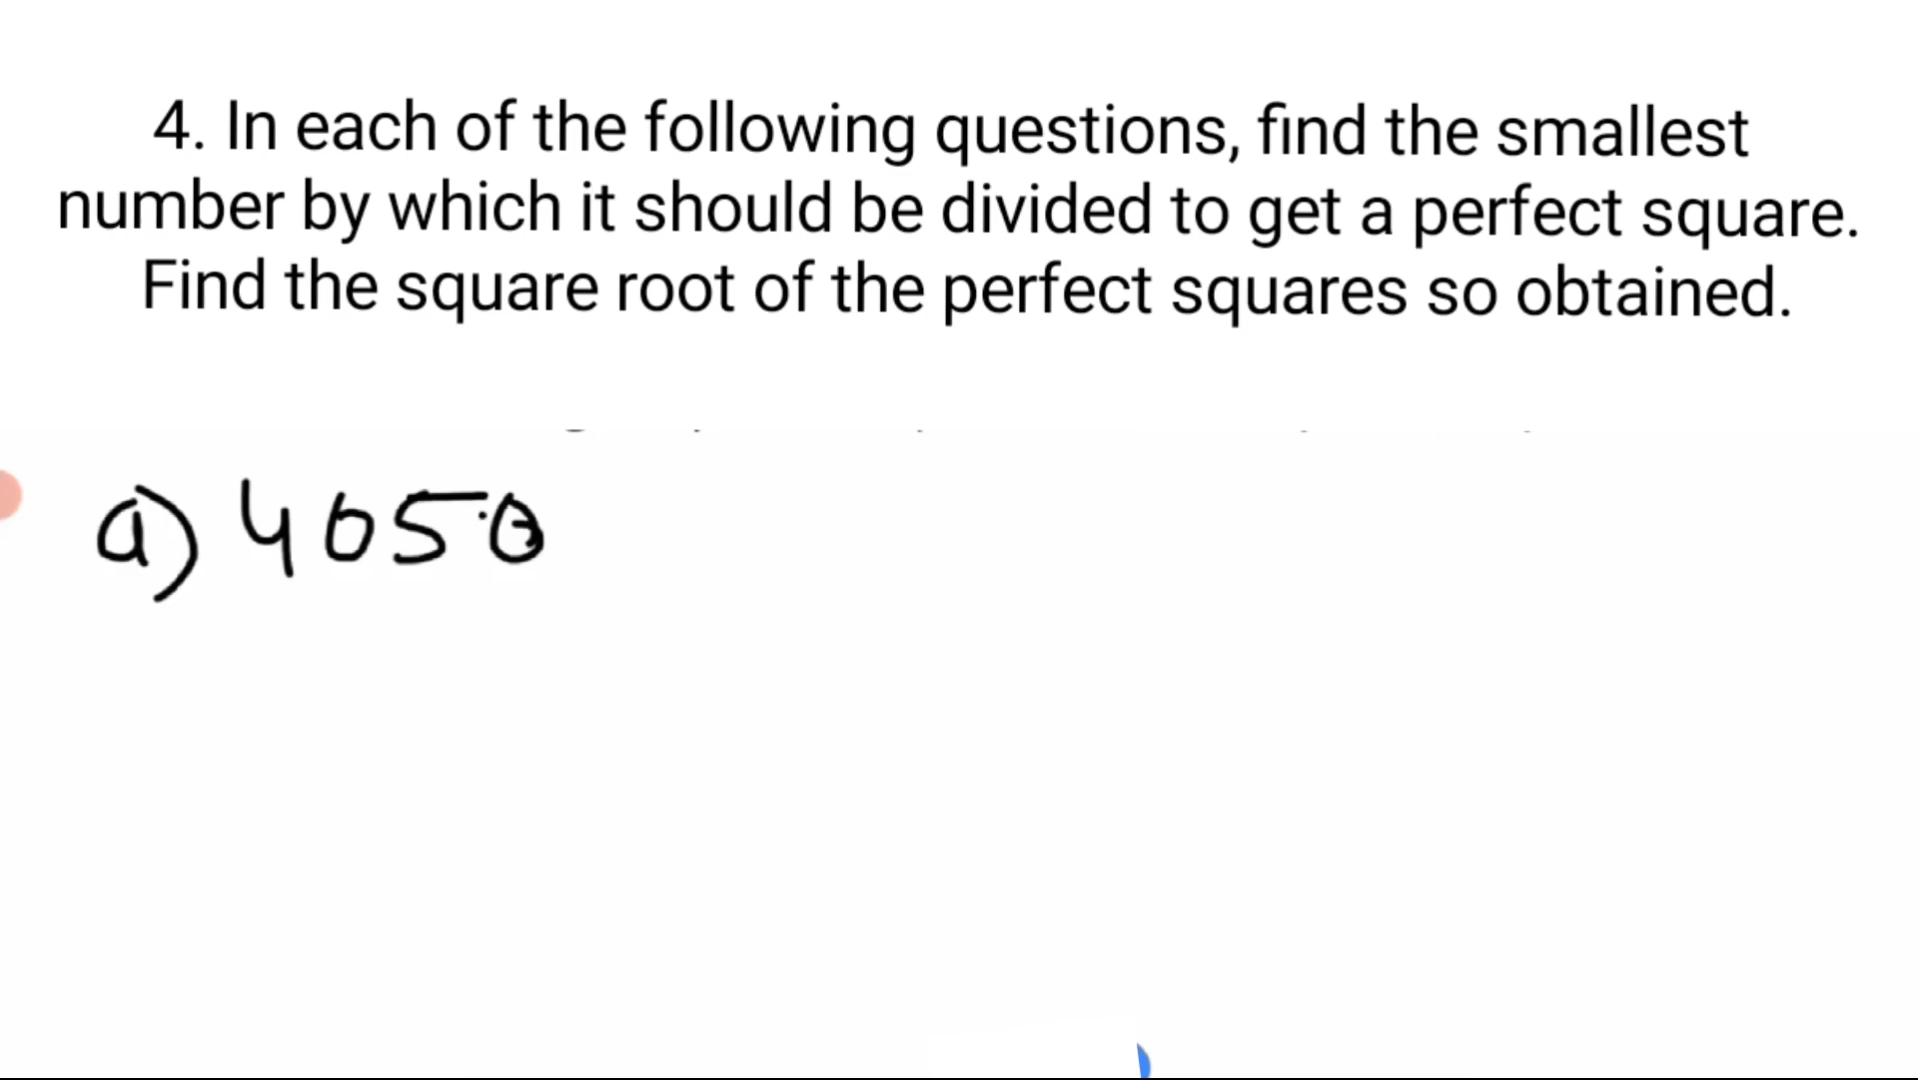 4. In each of the following questions, find the smallest
number by which it should be divided to get a perfect square.
Find the square root of the perfect squares so obtained.
a) 4050